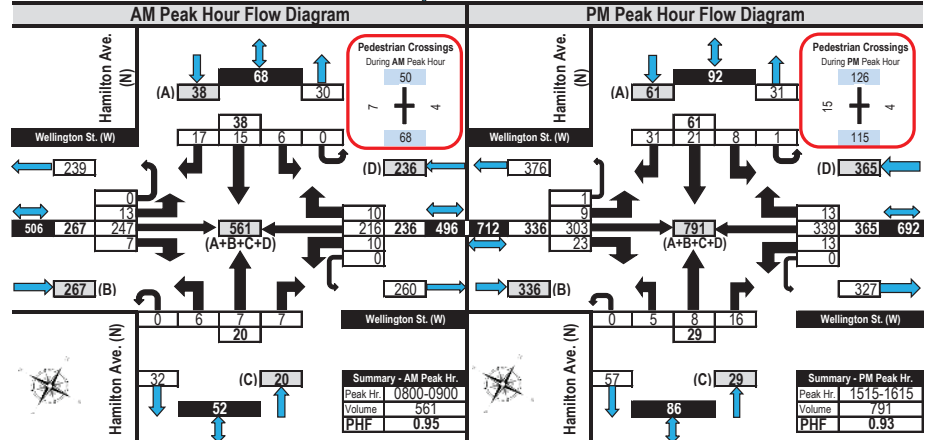 AM Peak Hour Flow Diagram
Hamilton Ave. (N)
68
(A) 38
30
Pedestrian Crossings
During AM Peak Hour
50
7
4
68
38
17 15 6 0
Wellington St. (W)
239
(D) 236
0
13
506 267 247
7
561
(A+B+C+D)
10
216 236 496
10
0
267 (B)
260
0 6 7 7
20
Wellington St. (W)
Hamilton Ave. (N)
32
(C) 20
52
Summary - AM Peak Hr.
Peak Hr. 0800-0900
Volume 561
PHF 0.95
PM Peak Hour Flow Diagram
Hamilton Ave. (N)
92
(A) 61
31
Pedestrian Crossings
During PM Peak Hour
126
15
4
115
61
31 21 8 1
Wellington St. (W)
376
(D) 365
1
9
712 336 303
23
791
(A+B+C+D)
13
339 365 692
13
0
336 (B)
327
0 5 8 16
29
Wellington St. (W)
Hamilton Ave. (N)
57
(C) 29
86
Summary - PM Peak Hr.
Peak Hr. 1515-1615
Volume 791
PHF 0.93